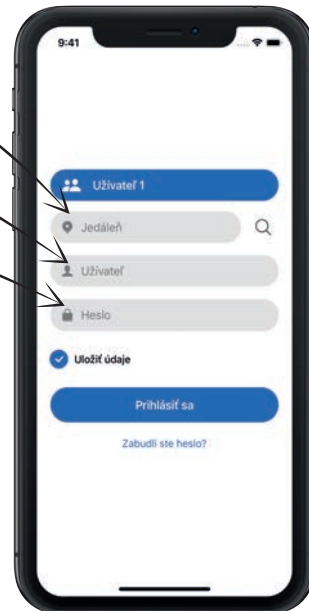 9:41
Užívateľ 1
Jedáleň
Užívateľ
Heslo
Uložiť údaje
Prihlásiť sa
Zabudli ste heslo?